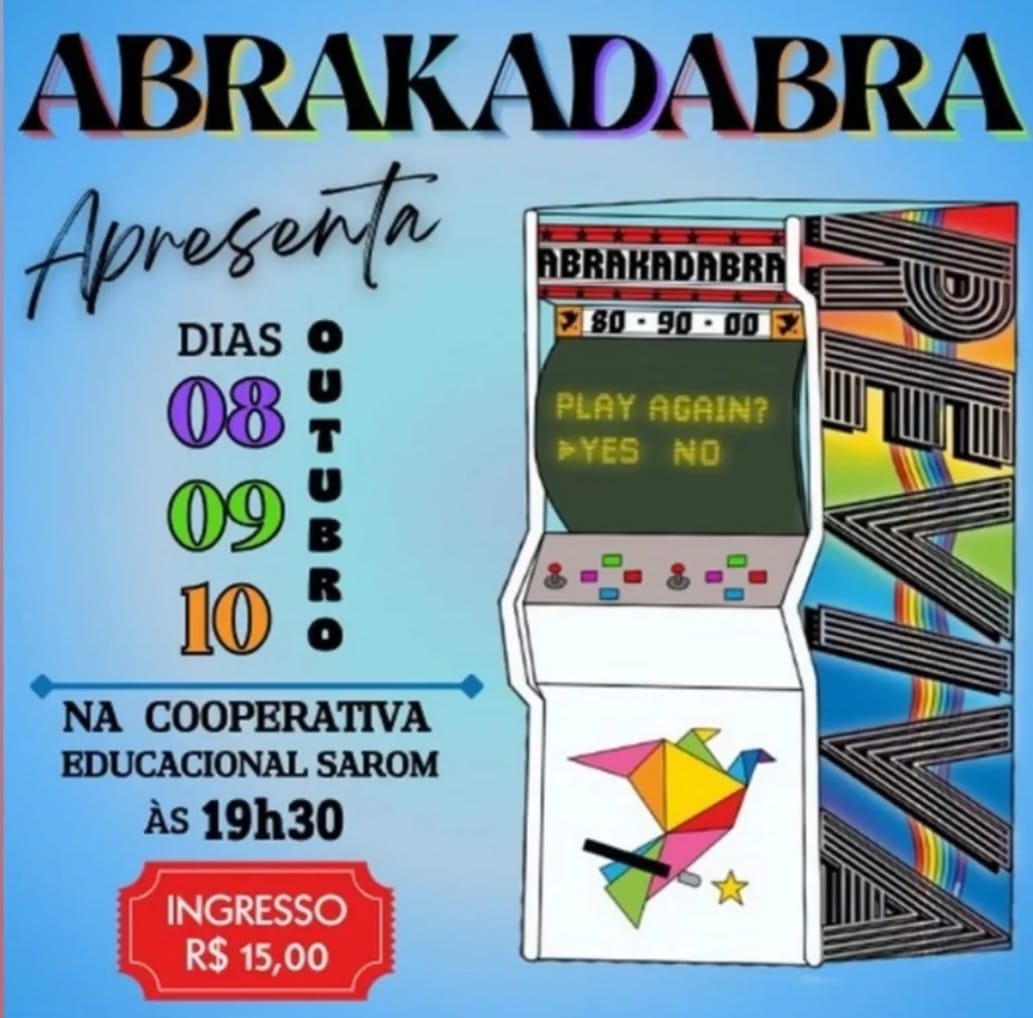 ABRAKADABRA
Apresenta
DIAS
08
09
10
OUTUBRO
NA COOPERATIVA
EDUCACIONAL SAROM
ÀS 19h30
INGRESSO
R$ 15,00
ABRAKADABRA
80 - 90 - 00
PLAY AGAIN?
►YES NO
REVIVA